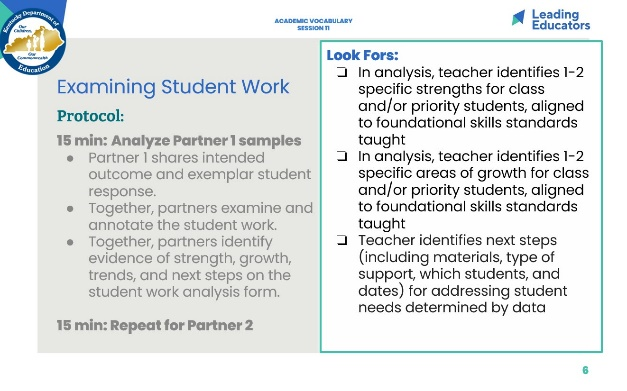 Kentucky Department of
Our
Children,
Our
Commonwealth
Education
ACADEMIC VOCABULARY
SESSION 11
Leading
Educators
Examining Student Work
Protocol:
15 min: Analyze Partner 1 samples
● Partner 1 shares intended
outcome and exemplar student
response.
● Together, partners examine and
annotate the student work.
● Together, partners identify
evidence of strength, growth,
trends, and next steps on the
student work analysis form.
15 min: Repeat for Partner 2
Look Fors:
❏ In analysis, teacher identifies 1-2
specific strengths for class
and/or priority students, aligned
to foundational skills standards
taught
❏ In analysis, teacher identifies 1-2
specific areas of growth for class
and/or priority students, aligned
to foundational skills standards
taught
❏ Teacher identifies next steps
(including materials, type of
support, which students, and
dates) for addressing student
needs determined by data
6